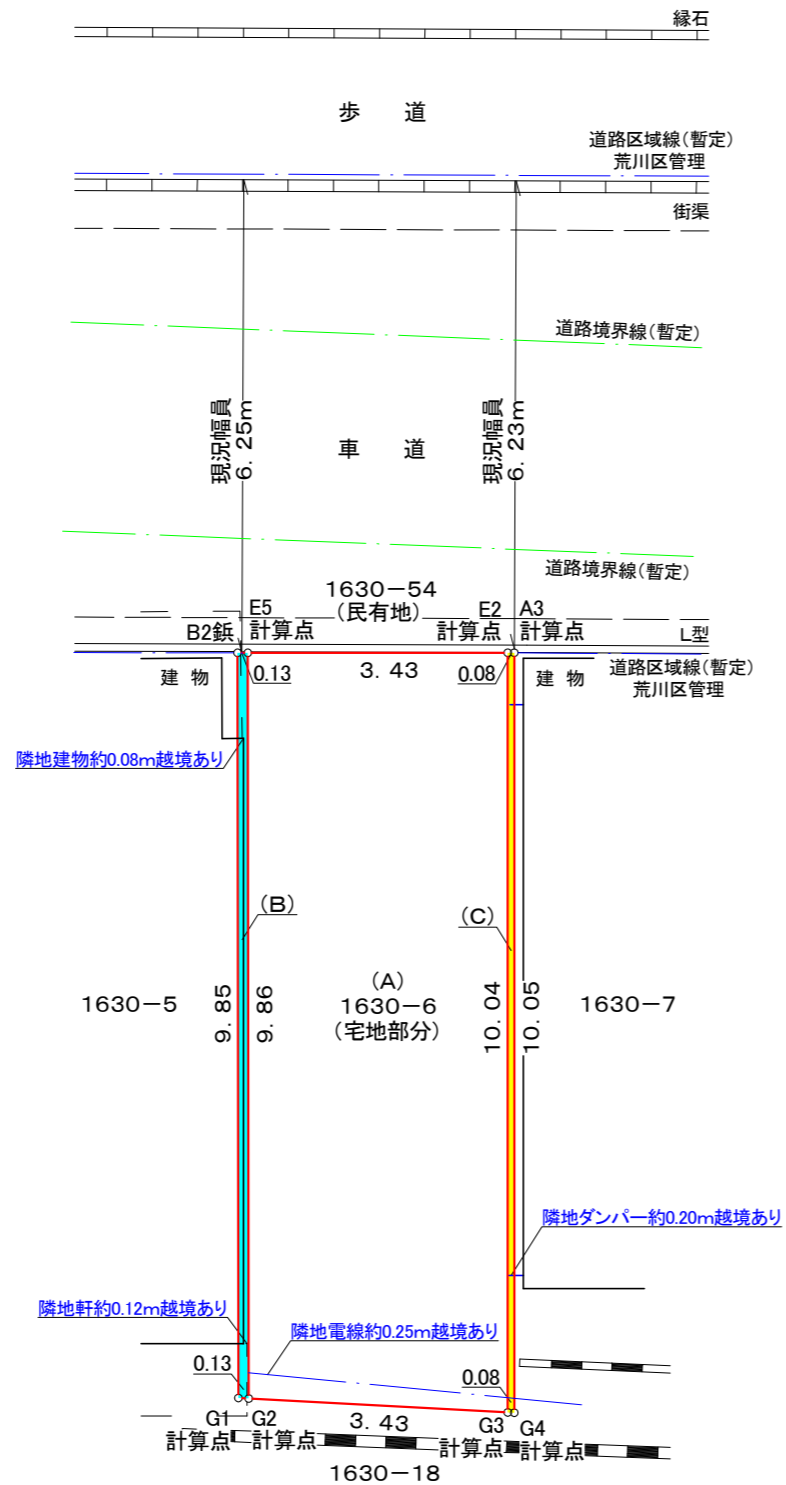 縁石
歩 道
道路区域線(暫定)
荒川区管理
街渠
道路境界線(暫定)
現況幅員
6.25m
車 道
現況幅員
6.23m
道路境界線(暫定)
1630-54
(民有地)
E5
計算点
E2
計算点
A3
計算点
B2鋲
L型
建 物
0.13
3.43
0.08
建 物
道路区域線(暫定)
荒川区管理
隣地建物約0.08m越境あり
(B)
(C)
(A)
1630-6
(宅地部分)
1630-5
9.85
9.86
10.04
10.05
1630-7
隣地ダンパー約0.20m越境あり
隣地軒約0.12m越境あり
隣地電線約0.25m越境あり
0.13
0.08
G1
計算点
G2
計算点
3.43
G3
計算点
G4
計算点
1630-18